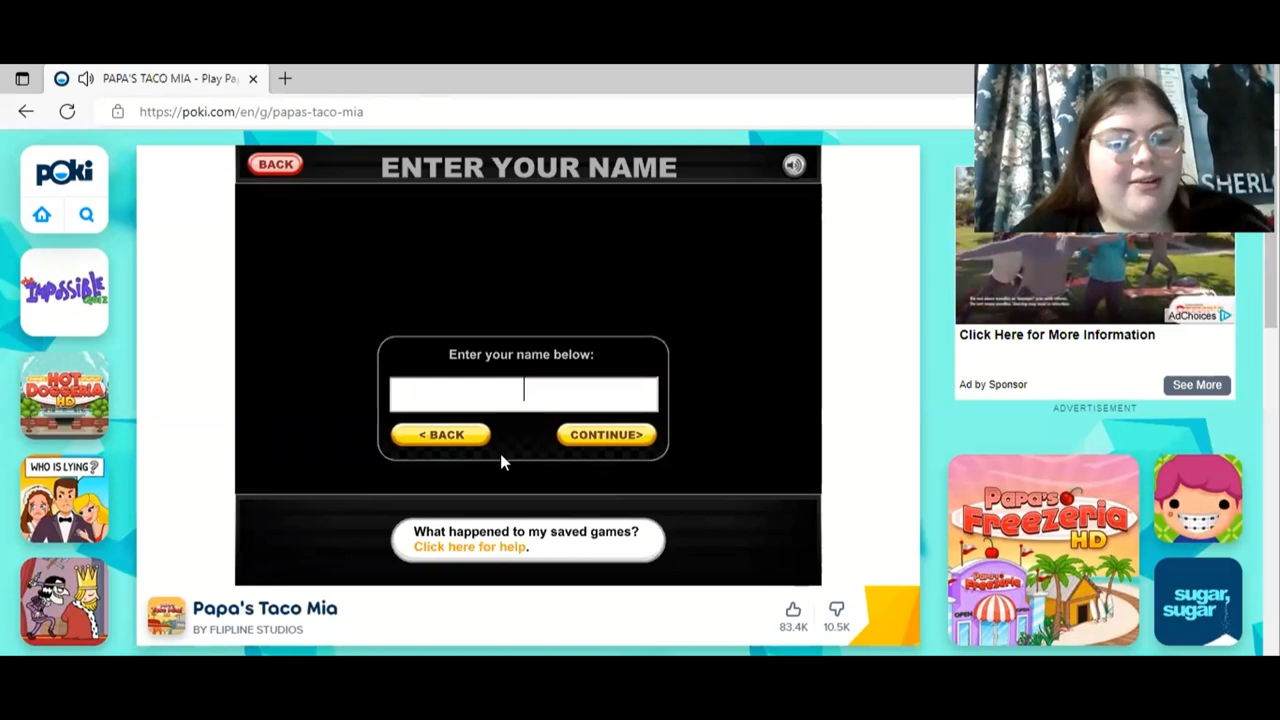 PAPA'S TACO MIA - Play Pa
https://poki.com/en/g/papas-taco-mia
POKI
BACK
ENTER YOUR NAME
SHERL
IMPOSSIBLE
AdChoices
Click Here for More Information
Enter your name below:
Ad by Sponsor
See More
ADVERTISEMENT
HOT DOGGERIA HD
< BACK
CONTINUE>
WHO IS LYING?
Papa's
Freezeria
HD
What happened to my saved games?
Click here for help.
Papa's
OPEN
sugar,
sugar
Papa's Taco Mia
BY FLIPLINE STUDIOS
83.4K
10.5K